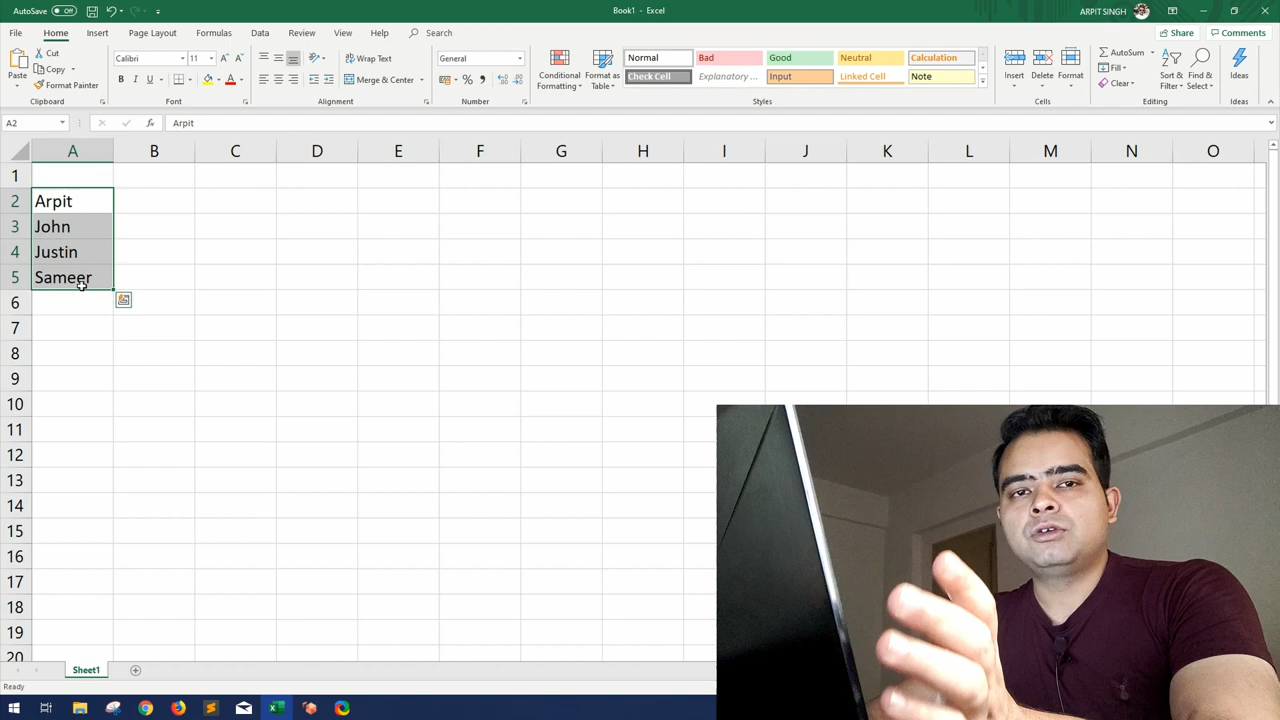 AutoSave Off
Book1 - Excel
ARPIT SINGH
File Home Insert Page Layout Formulas Data Review View Help Search
Share Comments
Paste
Cut
Copy
Format Painter
Clipboard
Calibri 11
B I U
Font
Wrap Text
Merge & Center
Alignment
General
% ,
Number
Conditional Formatting
Format as Table
Normal Bad Good Neutral Calculation
Check Cell Explanatory ... Input Linked Cell Note
Styles
Insert Delete Format
Cells
AutoSum
Fill
Clear
Sort & Filter
Find & Select
Editing
Ideas
Ideas
A2 fx Arpit
A B C D E F G H I J K L M N O
1
2 Arpit
3 John
4 Justin
5 Sameer
6
7
8
9
10
11
12
13
14
15
16
17
18
19
20
Sheet1
Ready